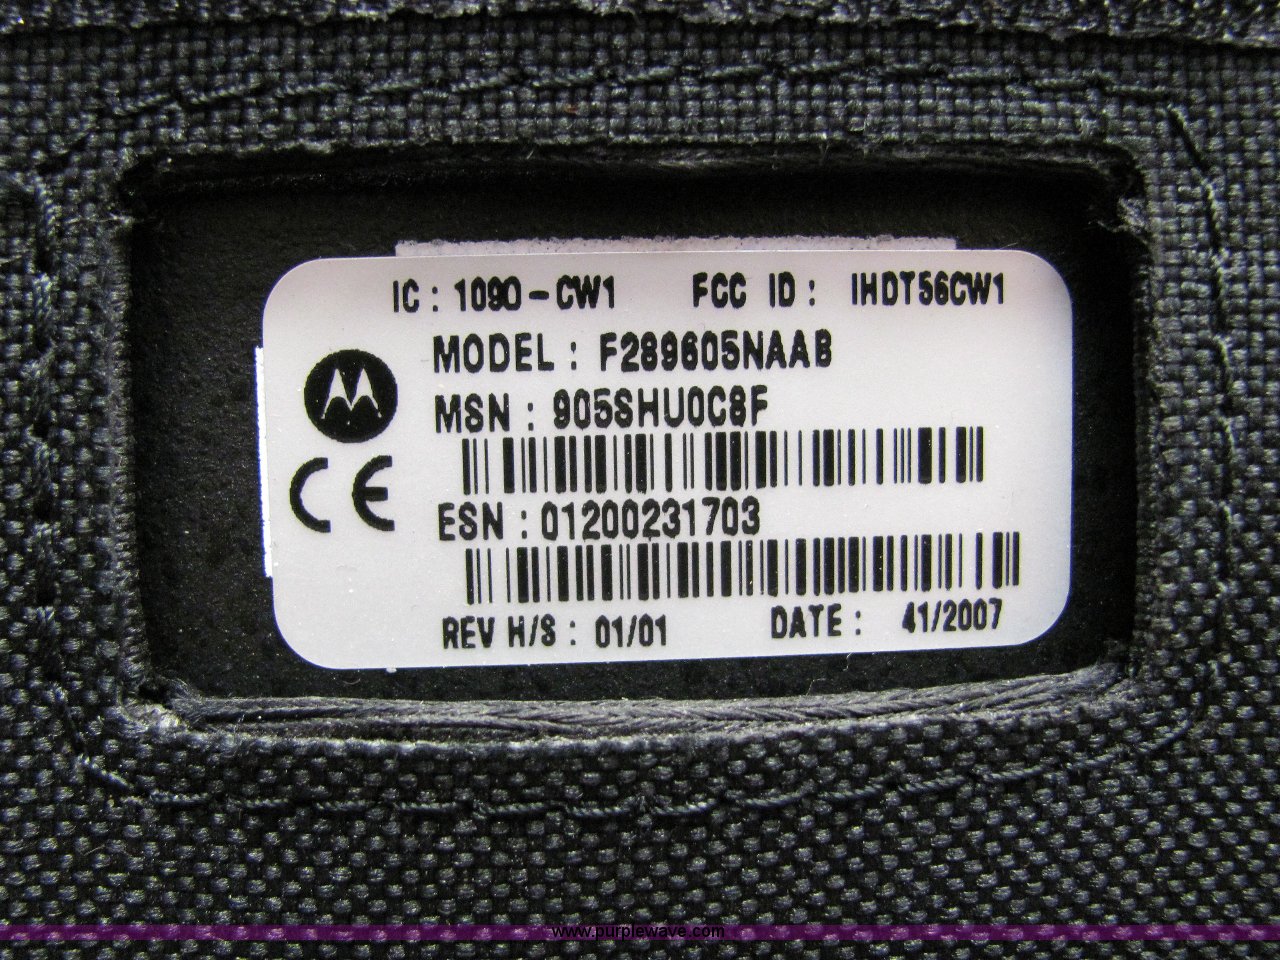 IC: 1090-CW1 FCC ID: IHDT56CW1
MODEL: F289605NAAB
MSN: 905SHU0C8F
CE
ESN: 01200231703
REV H/S: 01/01 DATE: 41/2007
www.purplewave.com